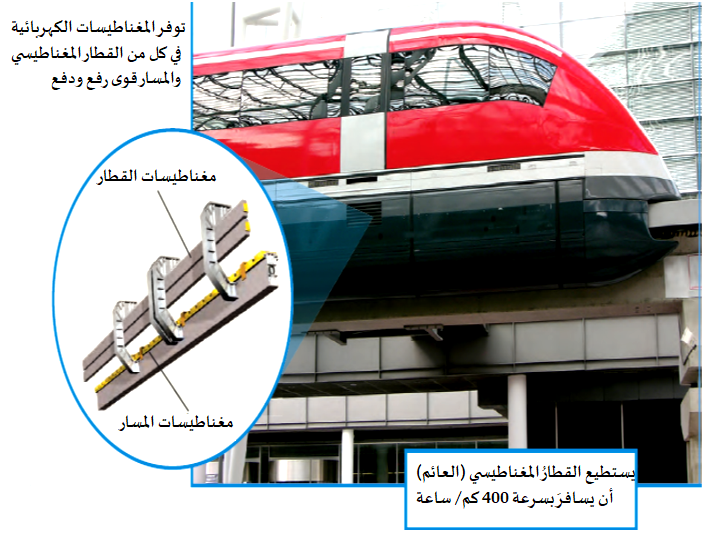 توفر المغناطيسات الكهربائية
في كل من القطار المغناطيسي
والمسار قوى رفع ودفع
مغناطيسات القطار
مغناطيسات المسار
يستطيع القطارُ المغناطيسي (العائم)
أن يسافرَ بسرعة 400 كم/ ساعة